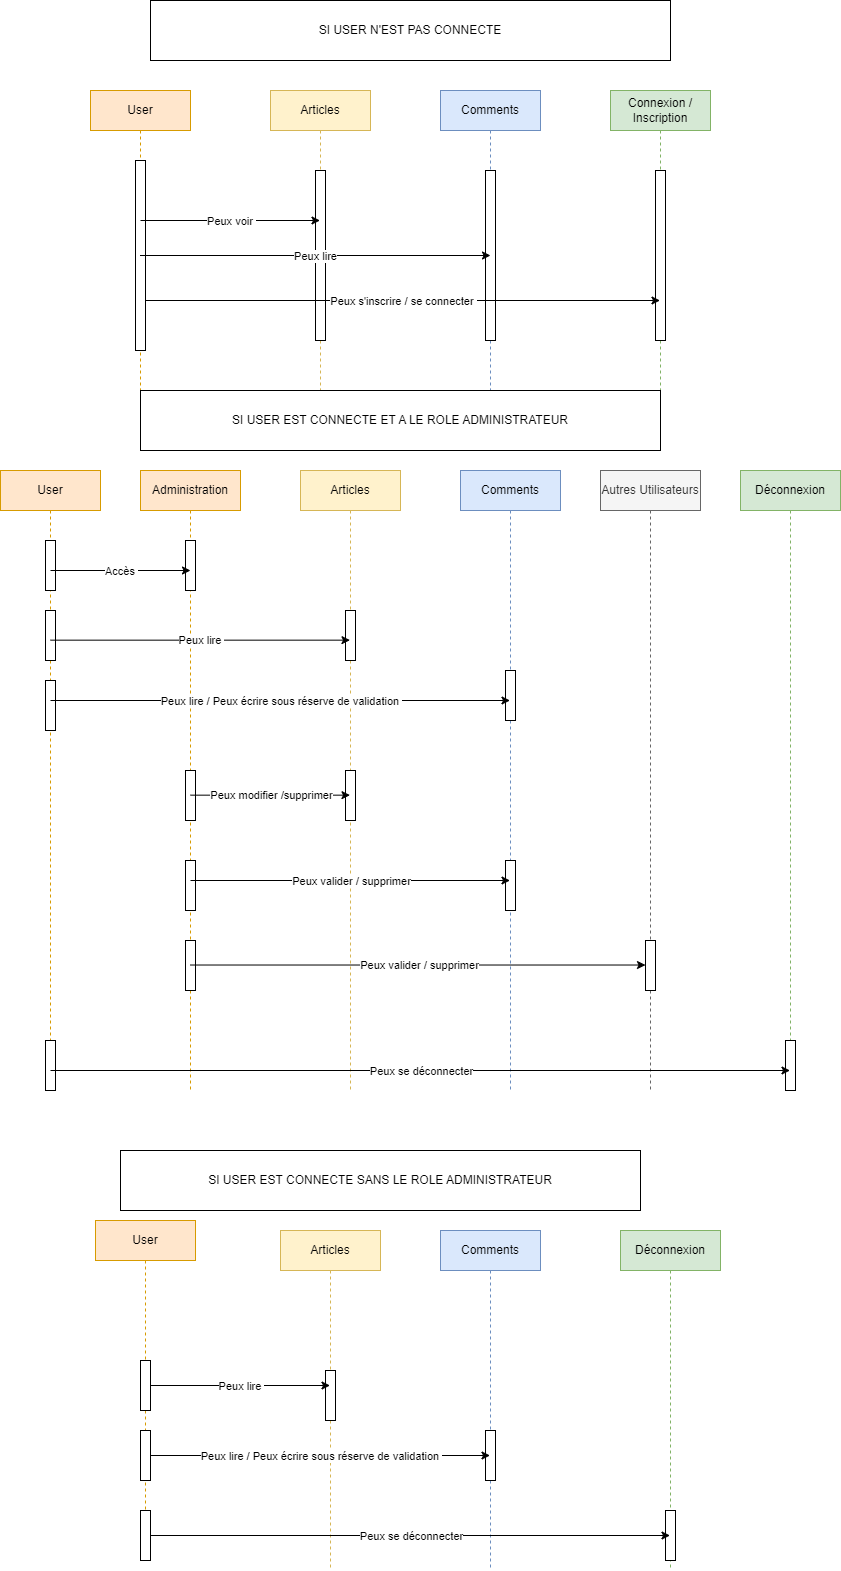 SI USER N'EST PAS CONNECTE
User
Articles
Comments
Connexion /
Inscription
Peux voir
Peux lire
Peux s'inscrire / se connecter
SI USER EST CONNECTE ET A LE ROLE ADMINISTRATEUR
User
Administration
Articles
Comments
Autres Utilisateurs
Déconnexion
Accès
Peux lire
Peux lire / Peux écrire sous réserve de validation
Peux modifier /supprimer
Peux valider / supprimer
Peux valider / supprimer
Peux se déconnecter
SI USER EST CONNECTE SANS LE ROLE ADMINISTRATEUR
User
Articles
Comments
Déconnexion
Peux lire
Peux lire / Peux écrire sous réserve de validation
Peux se déconnecter